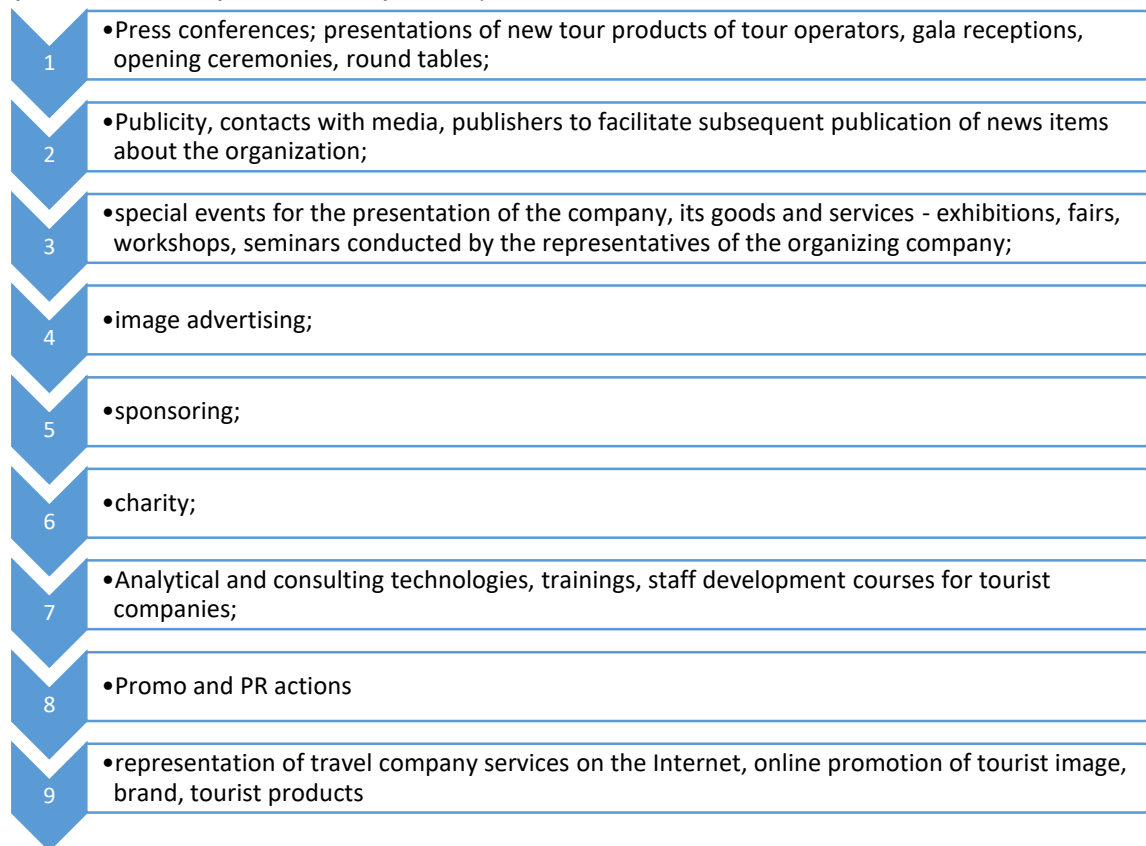 1
•Press conferences; presentations of new tour products of tour operators, gala receptions,
opening ceremonies, round tables;
2
•Publicity, contacts with media, publishers to facilitate subsequent publication of news items
about the organization;
3
•special events for the presentation of the company, its goods and services - exhibitions, fairs,
workshops, seminars conducted by the representatives of the organizing company;
4
•image advertising;
5
•sponsoring;
6
•charity;
7
•Analytical and consulting technologies, trainings, staff development courses for tourist
companies;
8
•Promo and PR actions
9
•representation of travel company services on the Internet, online promotion of tourist image,
brand, tourist products